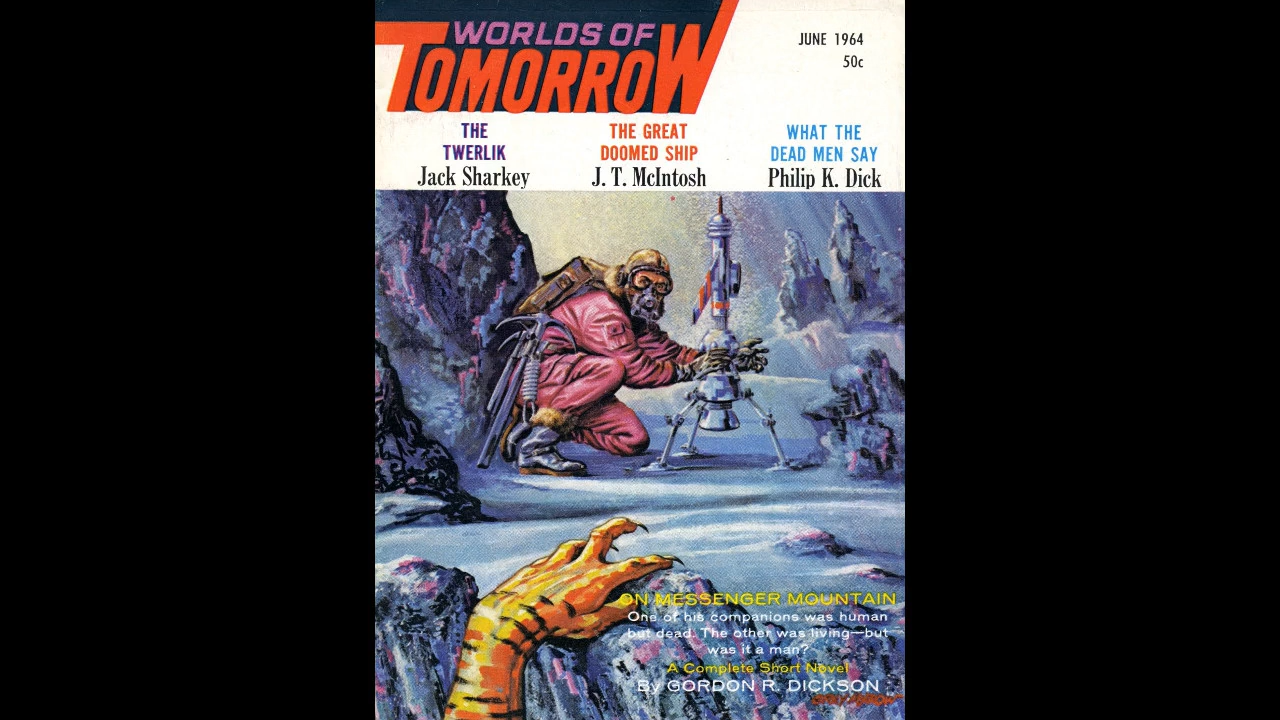 WORLDS OF
TOMORROW
JUNE 1964
50c
THE
TWERLIK
Jack Sharkey
THE GREAT
DOOMED SHIP
J. T. McIntosh
WHAT THE
DEAD MEN SAY
Philip K. Dick
ON MESSENGER MOUNTAIN
One of his companions was human
but dead. The other was living—but
was it a man?
A Complete Short Novel
By GORDON R. DICKSON